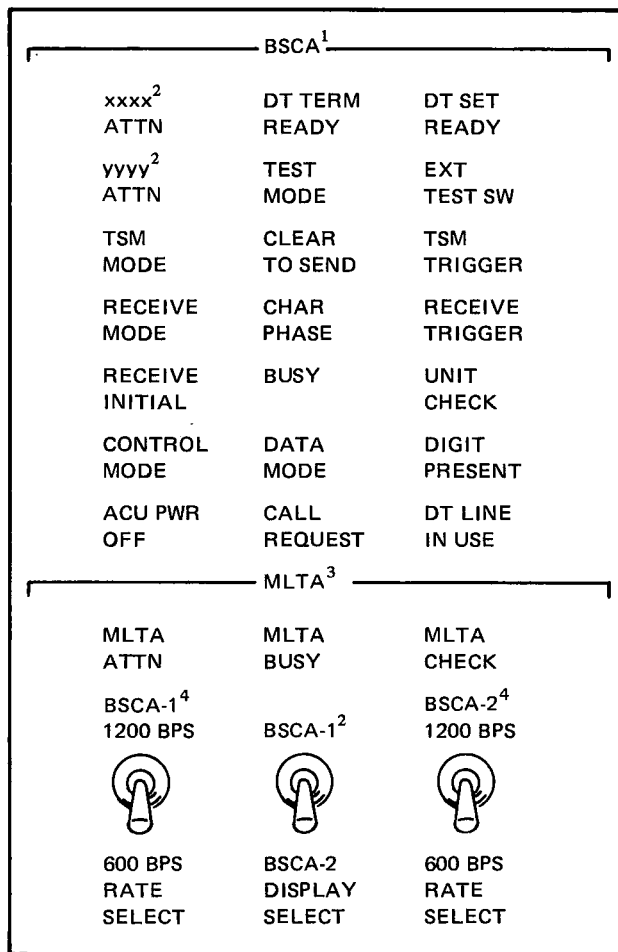 BSCA¹
xxxx² DT TERM DT SET
ATTN READY READY
yyyy² TEST EXT
ATTN MODE TEST SW
TSM CLEAR TSM
MODE TO SEND TRIGGER
RECEIVE CHAR RECEIVE
MODE PHASE TRIGGER
RECEIVE BUSY UNIT
INITIAL CHECK
CONTROL DATA DIGIT
MODE MODE PRESENT
ACU PWR CALL DT LINE
OFF REQUEST IN USE
MLTA³
MLTA MLTA MLTA
ATTN BUSY CHECK
BSCA-1⁴ BSCA-2⁴
1200 BPS BSCA-1² 1200 BPS
600 BPS BSCA-2 600 BPS
RATE DISPLAY RATE
SELECT SELECT SELECT